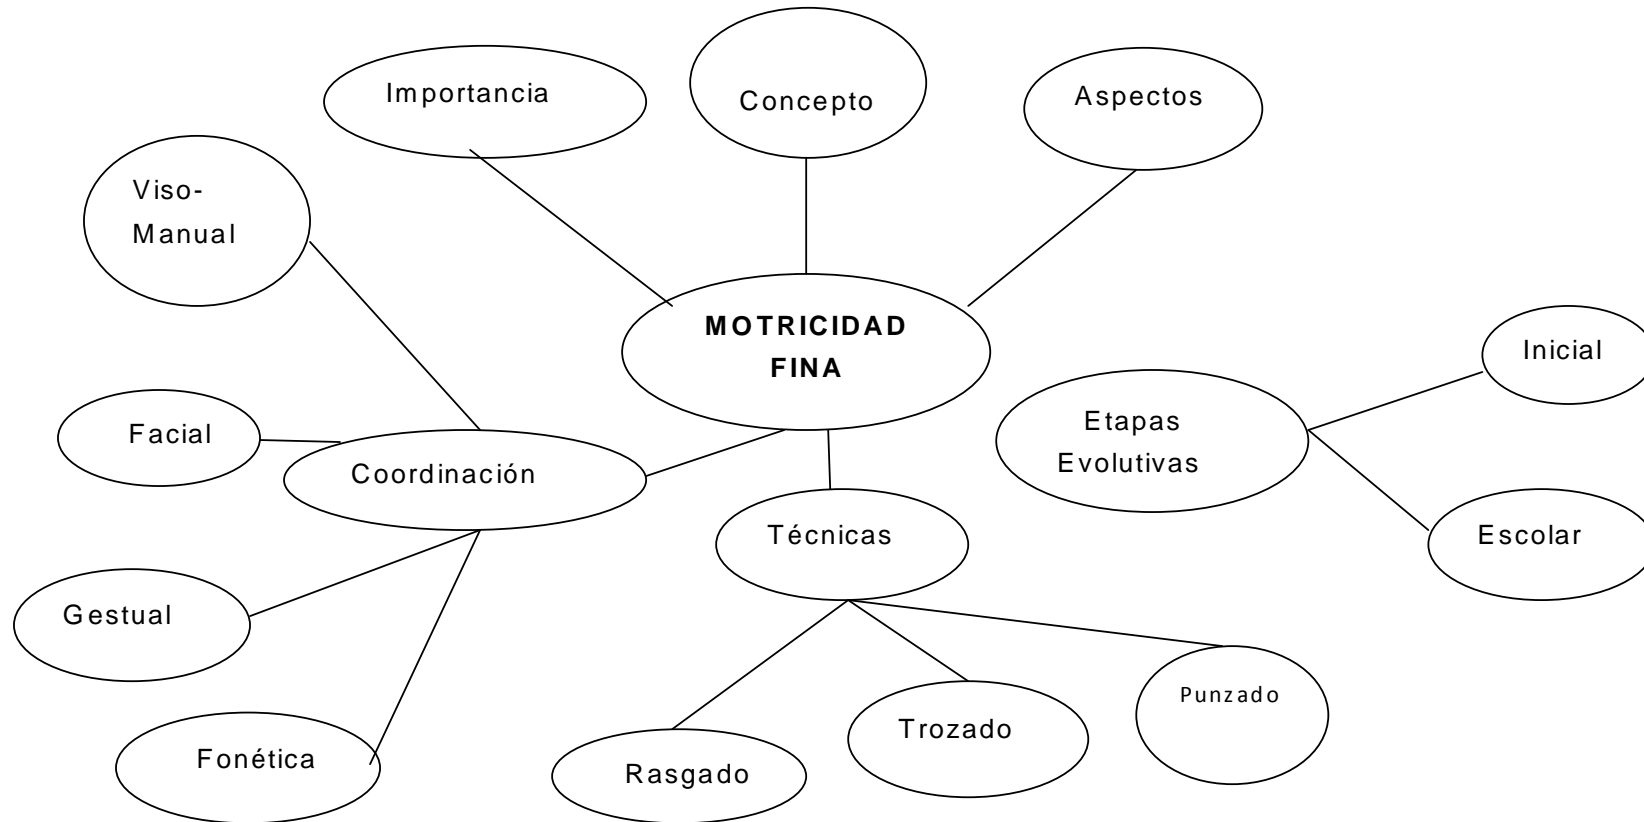 Importancia
Concepto
Aspectos
Viso-
Manual
MOTRICIDAD
FINA
Inicial
Etapas
Evolutivas
Facial
Coordinación
Técnicas
Escolar
Gestual
Punzado
Trozado
Fonética
Rasgado